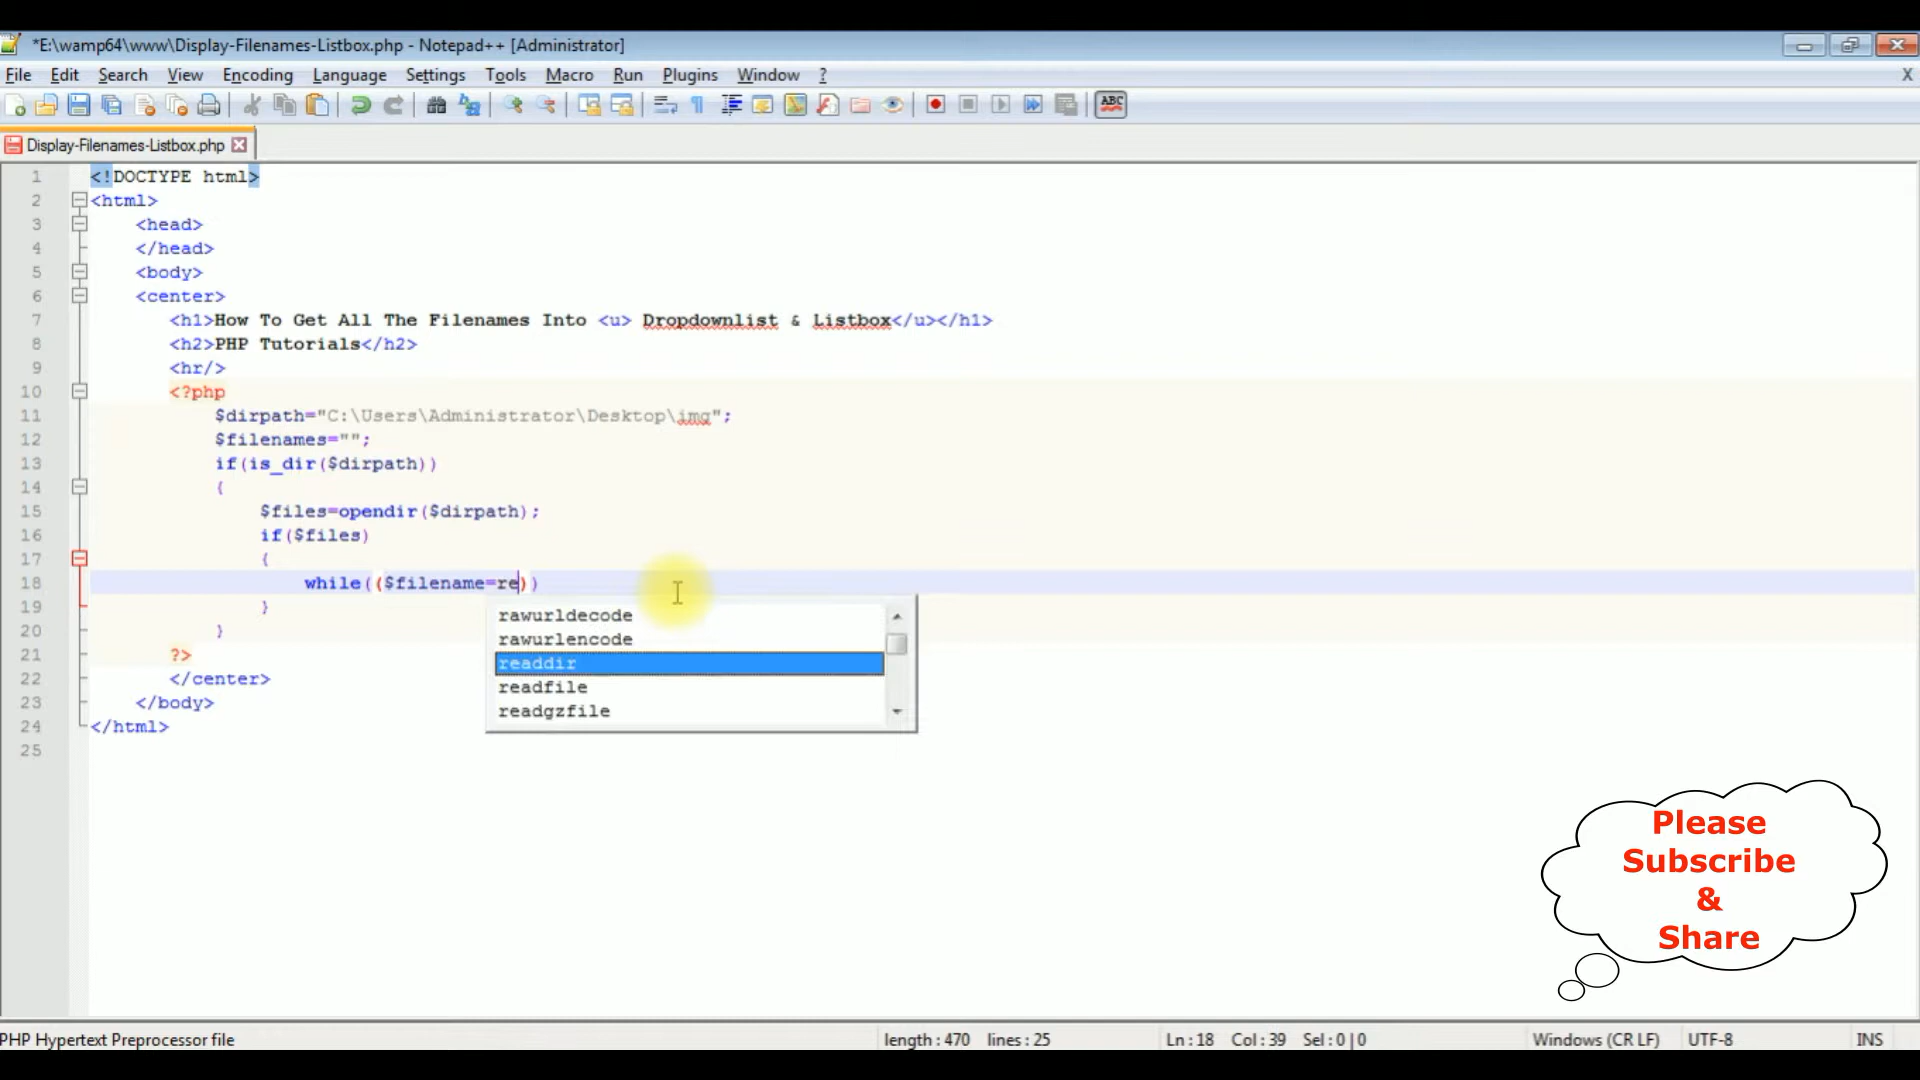 *E:\wamp64\www\Display-Filenames-Listbox.php - Notepad++ [Administrator]
File Edit Search View Encoding Language Settings Tools Macro Run Plugins Window ? X
ABC
Display-Filenames-Listbox.php
1 <!DOCTYPE html>
2 <html>
3 <head>
4 </head>
5 <body>
6 <center>
7 <h1>How To Get All The Filenames Into <u> Dropdownlist & Listbox</u></h1>
8 <h2>PHP Tutorials</h2>
9 <hr/>
10 <?php
11 $dirpath="C:\Users\Administrator\Desktop\img";
12 $filenames="";
13 if(is_dir($dirpath))
14 {
15 $files=opendir($dirpath);
16 if($files)
17 {
18 while(($filename=re))
19 }
20 }
21 ?>
22 </center>
23 </body>
24 </html>
25
rawurldecode
rawurlencode
readdir
readfile
readgzfile
Please
Subscribe
&
Share
PHP Hypertext Preprocessor file length : 470 lines : 25 Ln : 18 Col : 39 Sel : 0 | 0 Windows (CR LF) UTF-8 INS